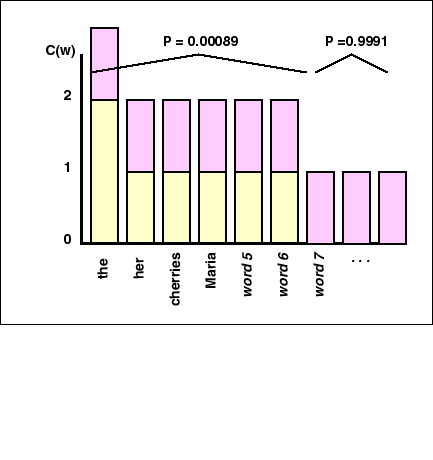 P = 0.00089
P =0.9991
C(w)
2
1
0
the
her
cherries
Maria
word 5
word 6
word 7
. . .